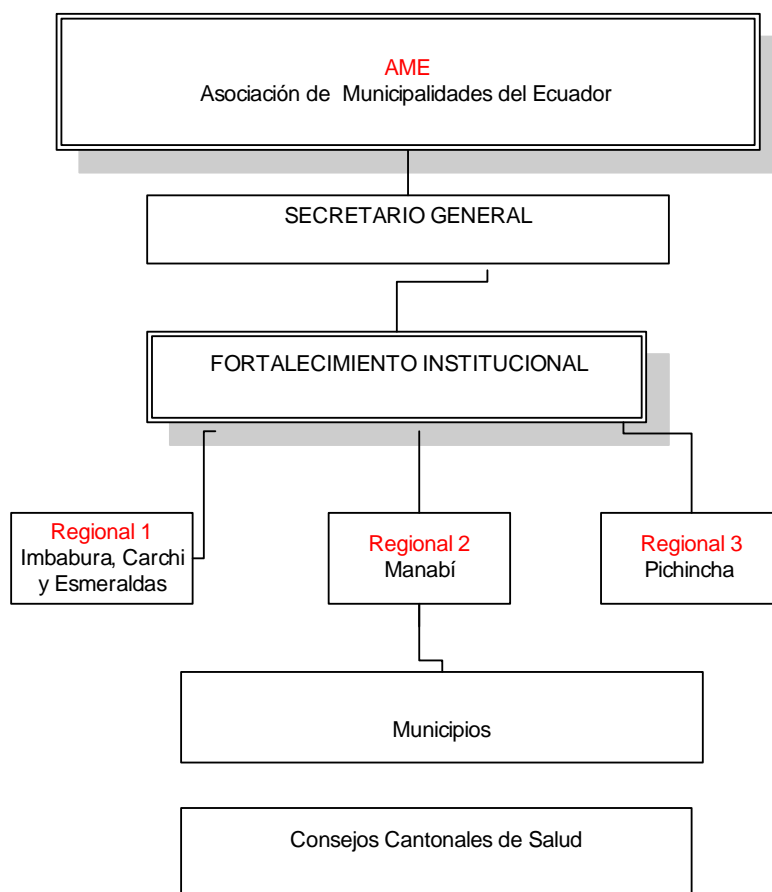 AME
Asociación de Municipalidades del Ecuador
SECRETARIO GENERAL
FORTALECIMIENTO INSTITUCIONAL
Regional 1
Imbabura, Carchi
y Esmeraldas
Regional 2
Manabí
Regional 3
Pichincha
Municipios
Consejos Cantonales de Salud